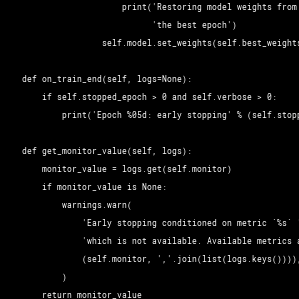 print('Restoring model weights from
'the best epoch')
self.model.set_weights(self.best_weights
def on_train_end(self, logs=None):
if self.stopped_epoch > 0 and self.verbose > 0:
print('Epoch %05d: early stopping' % (self.stopp
def get_monitor_value(self, logs):
monitor_value = logs.get(self.monitor)
if monitor_value is None:
warnings.warn(
'Early stopping conditioned on metric `%s` '
'which is not available. Available metrics a
(self.monitor, ','.join(list(logs.keys()))),
)
return monitor_value